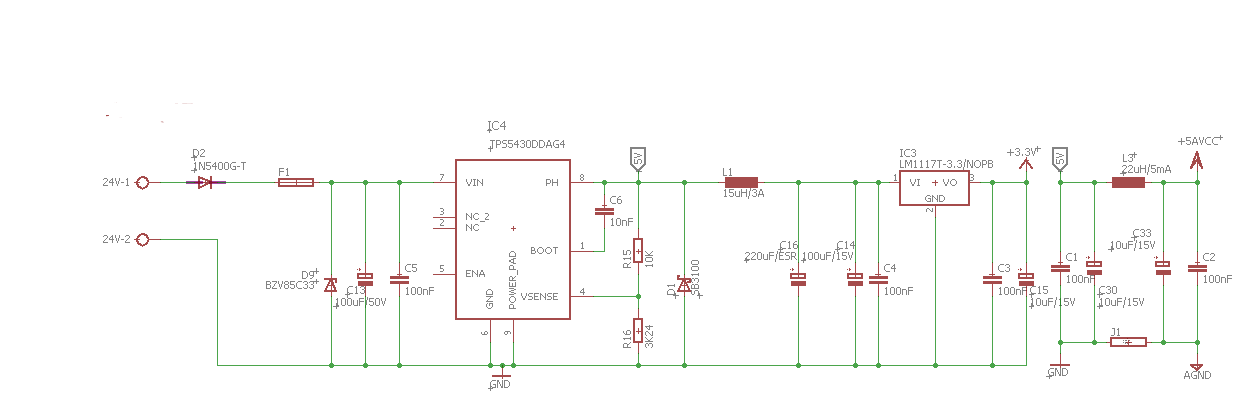 IC4
TPS5430DDAG4
D2
1N5400G-T
24V-1
F1
7
VIN
PH
8
5V
L1
15uH/3A
IC3
LM1117T-3.3/NOPB
1
VI
VO
3
GND
2
+3.3V
5V
L3
22uH/5mA
+5AVCC
3
NC_2
2
NC
C6
10nF
24V-2
BOOT
1
R15
10K
5
ENA
D9
BZV85C33
C13
100uF/50V
C5
100nF
GND
6
POWER_PAD
9
VSENSE
4
R16
3K24
D1
SB3100
C16
220uF/ESR
C14
100uF/15V
C4
100nF
C3
100nF
C15
10uF/15V
C1
100nF
C30
10uF/15V
C33
10uF/15V
C2
100nF
J1
GND
GND
AGND